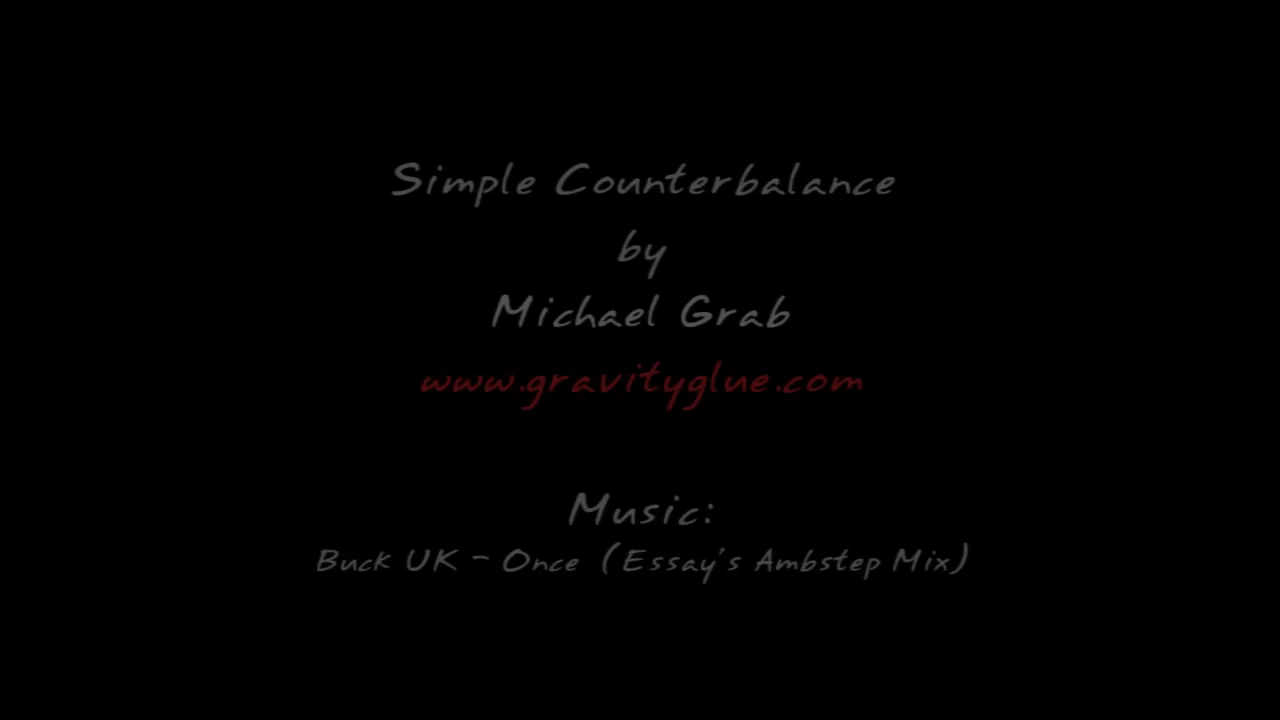 Simple Counterbalance
by
Michael Grab
www.gravityglue.com
Music:
Buck UK - Once (Essay's Ambstep Mix)